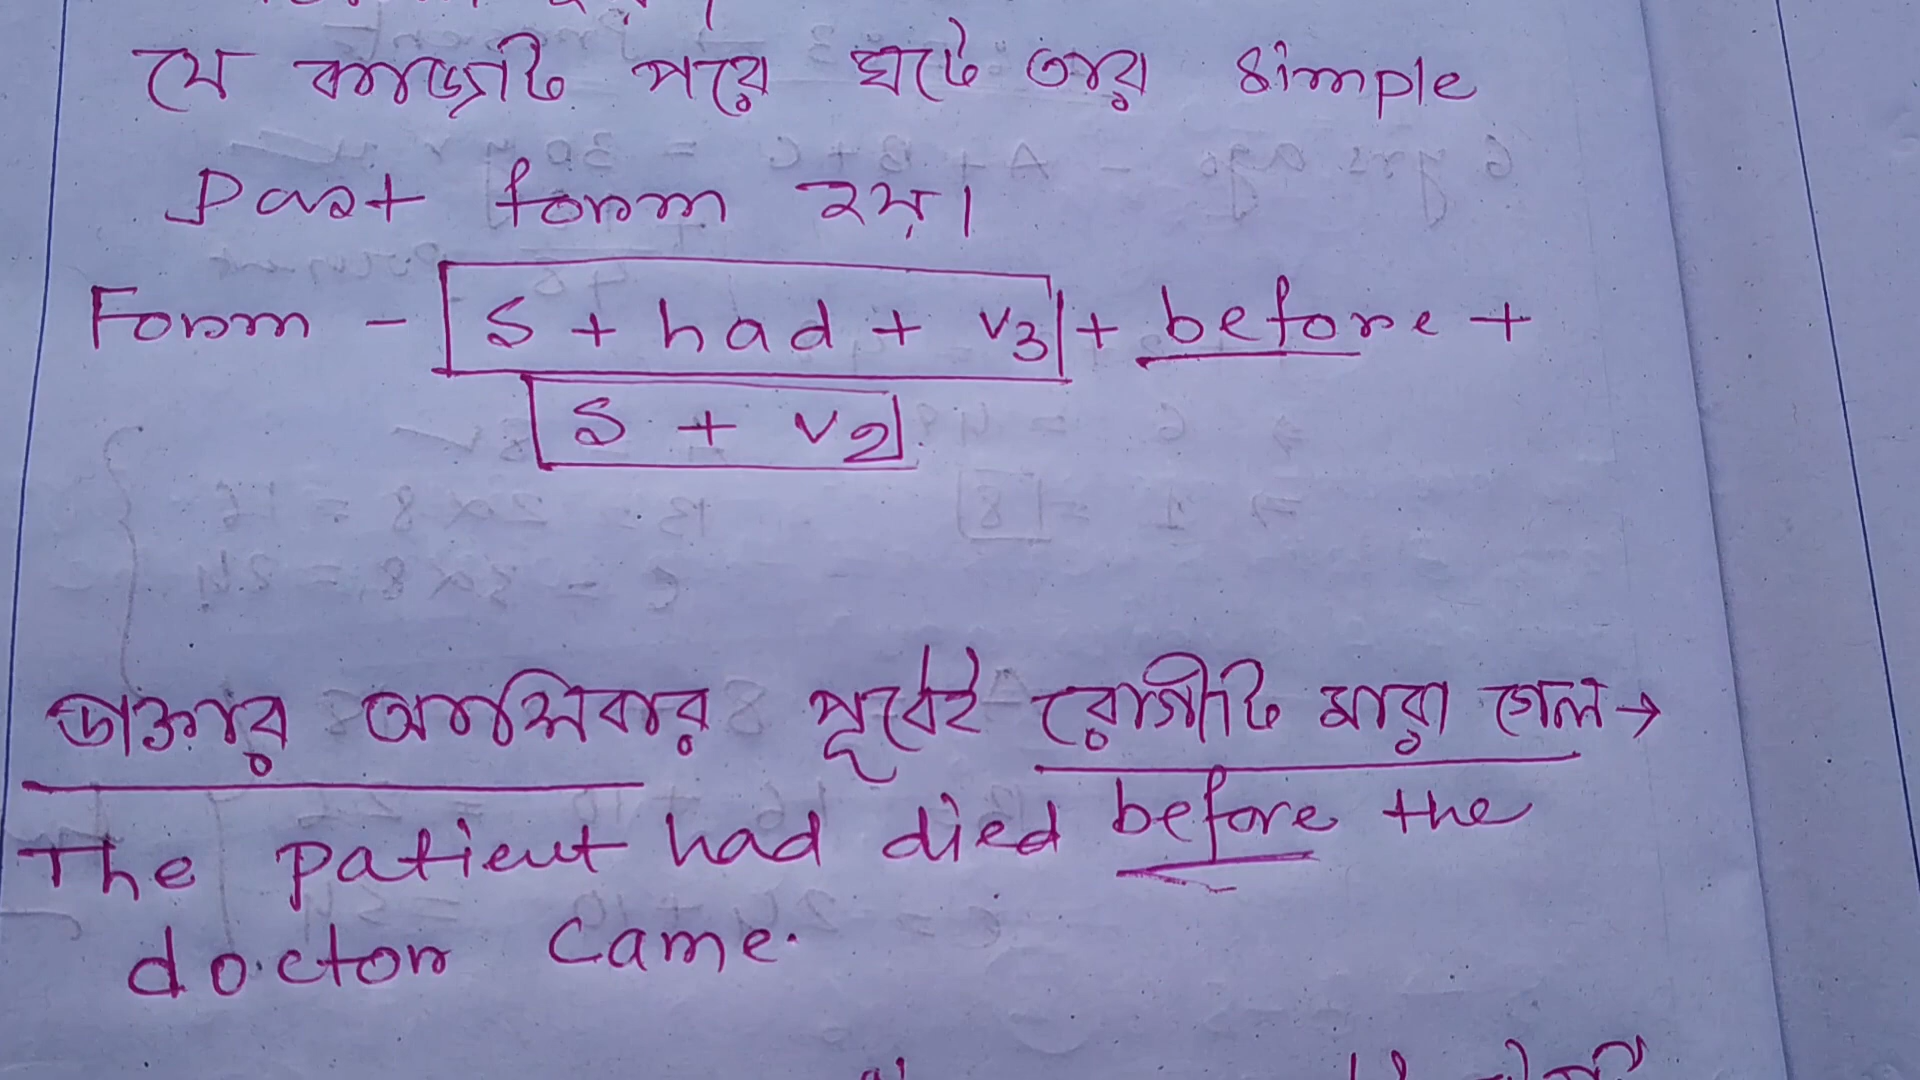 যে কাজটি পরে ঘটে তার simple
Past form হয়।
Form - S + had + v3 + before +
S + v2
ডাক্তার আসিবার পূর্বেই রোগীটি মারা গেল →
The patient had died before the
doctor came.